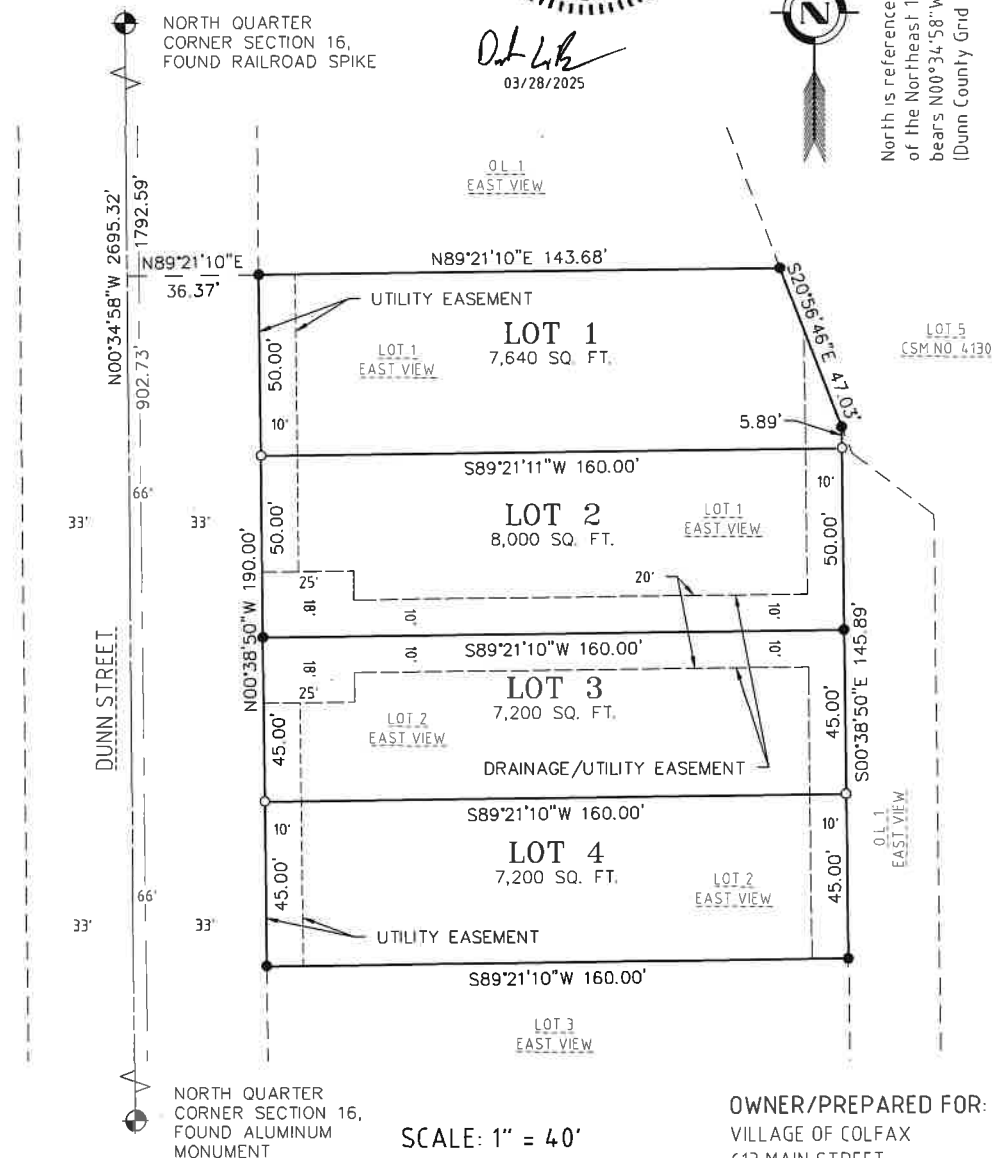 NORTH QUARTER
CORNER SECTION 16,
FOUND RAILROAD SPIKE
03/28/2025
N
North is reference
of the Northeast 1
bears N00°34'58"W
(Dunn County Grid
O.L. 1
EAST VIEW
N00°34'58"W 2695.32'
1792.59'
902.73'
N89°21'10"E
36.37'
N89°21'10"E 143.68'
S20°56'46"E 47.03'
UTILITY EASEMENT
LOT 1
7,640 SQ. FT.
LOT 1
EAST VIEW
LOT 5
CSM NO. 4130
50.00'
10'
5.89'
S89°21'11"W 160.00'
10'
66'
33'
33'
LOT 2
8,000 SQ. FT.
LOT 1
EAST VIEW
50.00'
50.00'
N00°38'50"W 190.00'
25'
20'
18'
10'
10'
S89°21'10"W 160.00'
S00°38'50"E 145.89'
18'
10'
10'
25'
LOT 3
7,200 SQ. FT.
LOT 2
EAST VIEW
DUNN STREET
45.00'
45.00'
DRAINAGE/UTILITY EASEMENT
S89°21'10"W 160.00'
10'
10'
O.L. 1
EAST VIEW
LOT 4
7,200 SQ. FT.
LOT 2
EAST VIEW
45.00'
45.00'
66'
33'
33'
UTILITY EASEMENT
S89°21'10"W 160.00'
LOT 3
EAST VIEW
NORTH QUARTER
CORNER SECTION 16,
FOUND ALUMINUM
MONUMENT
SCALE: 1" = 40'
OWNER/PREPARED FOR:
VILLAGE OF COLFAX
613 MAIN STREET